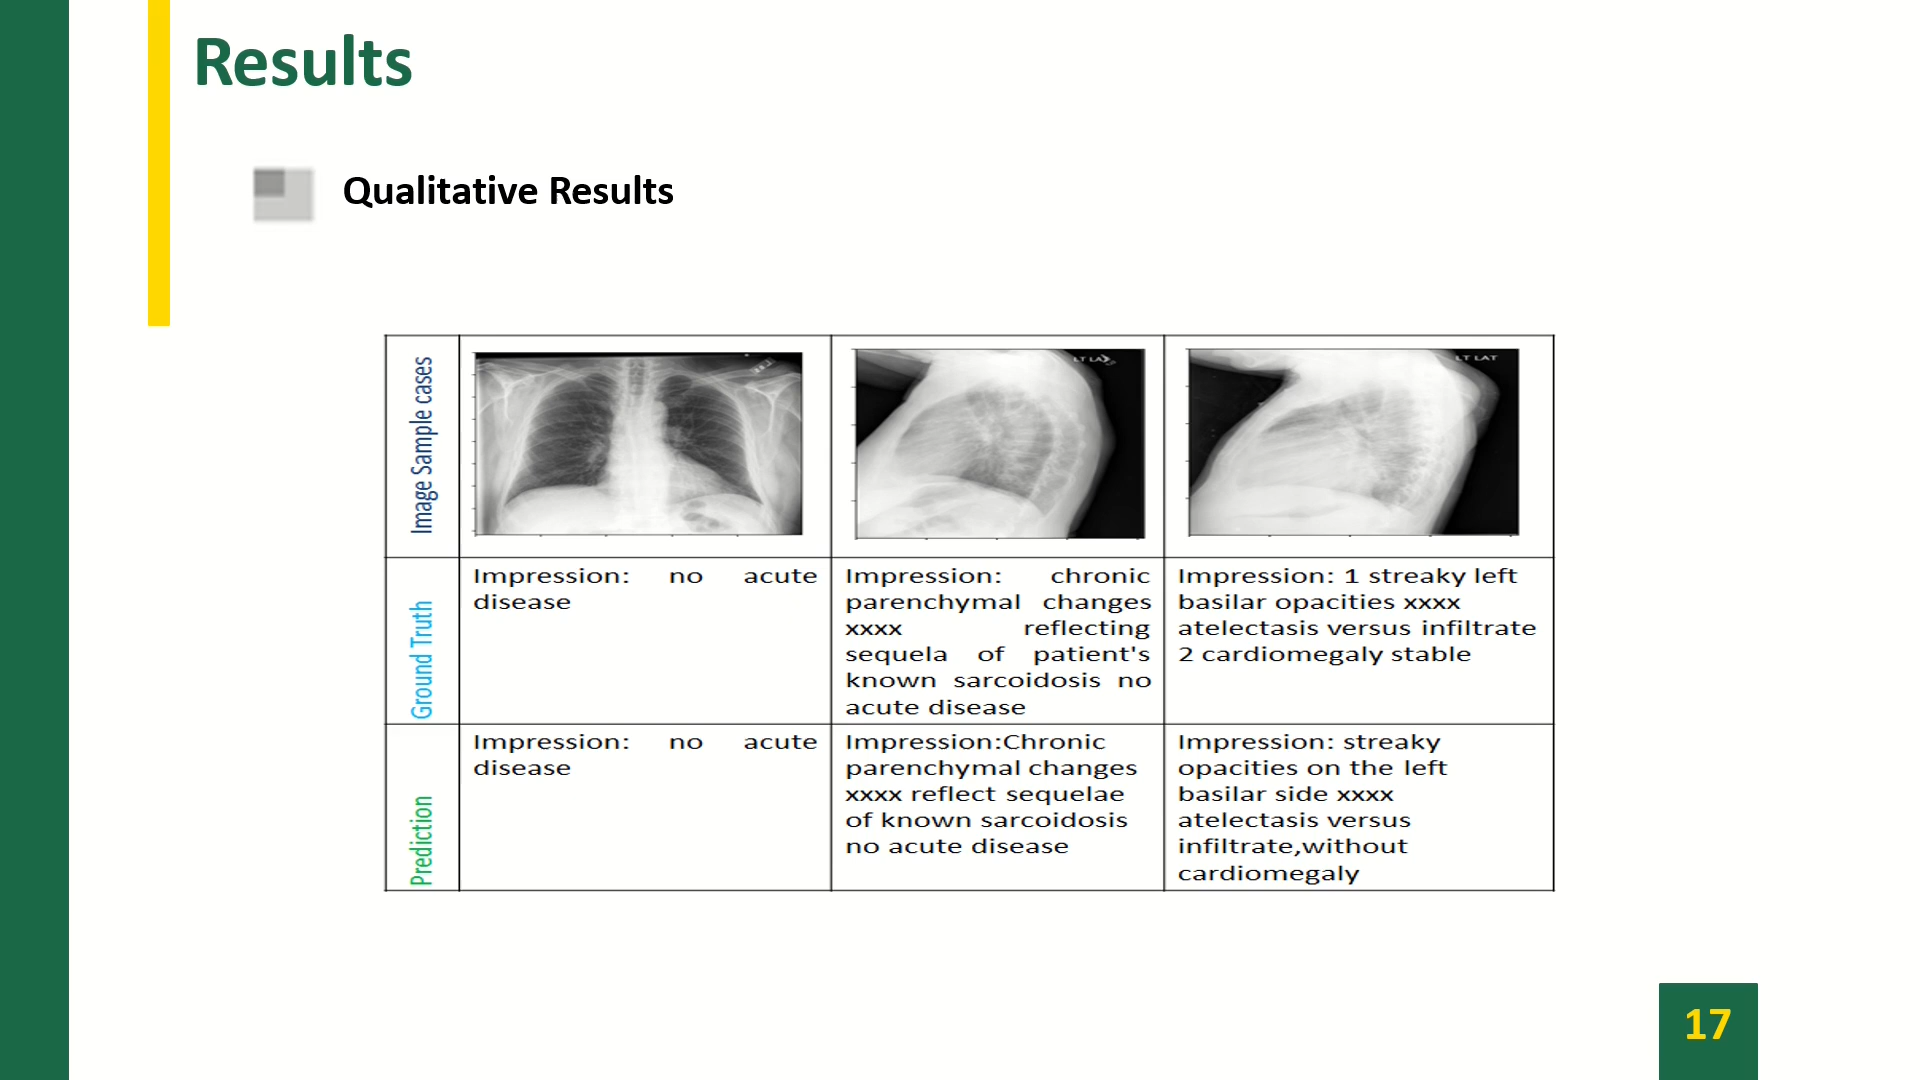 Results
Qualitative Results
Image Sample cases
LT LA
LT LAT
Ground Truth
Impression: no acute
disease
Impression: chronic
parenchymal changes
xxxx reflecting
sequela of patient's
known sarcoidosis no
acute disease
Impression: 1 streaky left
basilar opacities xxxx
atelectasis versus infiltrate
2 cardiomegaly stable
Prediction
Impression: no acute
disease
Impression:Chronic
parenchymal changes
xxxx reflect sequelae
of known sarcoidosis
no acute disease
Impression: streaky
opacities on the left
basilar side xxxx
atelectasis versus
infiltrate,without
cardiomegaly
17